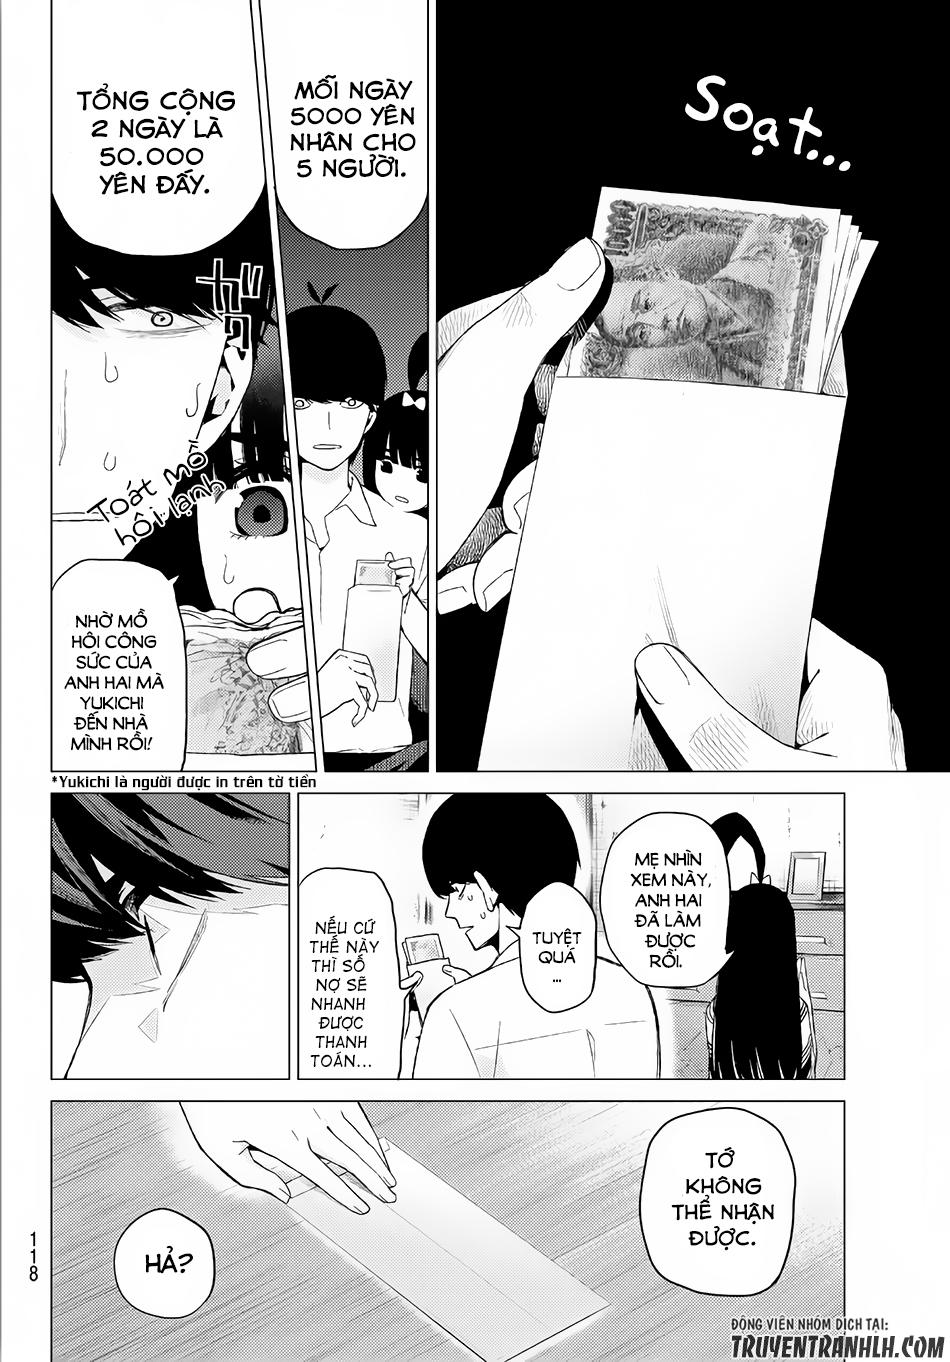 Soạt...
MỖI NGÀY
5000 YÊN
NHÂN CHO
5 NGƯỜI.
TỔNG CỘNG
2 NGÀY LÀ
50.000
YÊN ĐẤY.
ガク
Toát mồ
hôi lạnh
NHỜ MỒ
HÔI CÔNG
SỨC CỦA
ANH HAI MÀ
YUKICHI
ĐẾN NHÀ
MÌNH RỒI!
*Yukichi là người được in trên tờ tiền
MẸ NHÌN
XEM NÀY,
ANH HAI
ĐÃ LÀM
ĐƯỢC
RỒI.
TUYỆT
QUÁ
...
NẾU CỨ
THẾ NÀY
THÌ SỐ
NỢ SẼ
NHANH
ĐƯỢC
THANH
TOÁN...
TỚ
KHÔNG
THỂ NHẬN
ĐƯỢC.
HẢ?
118
ĐỘNG VIÊN NHÓM DỊCH TẠI:
TRUYENTRANHLH.COM